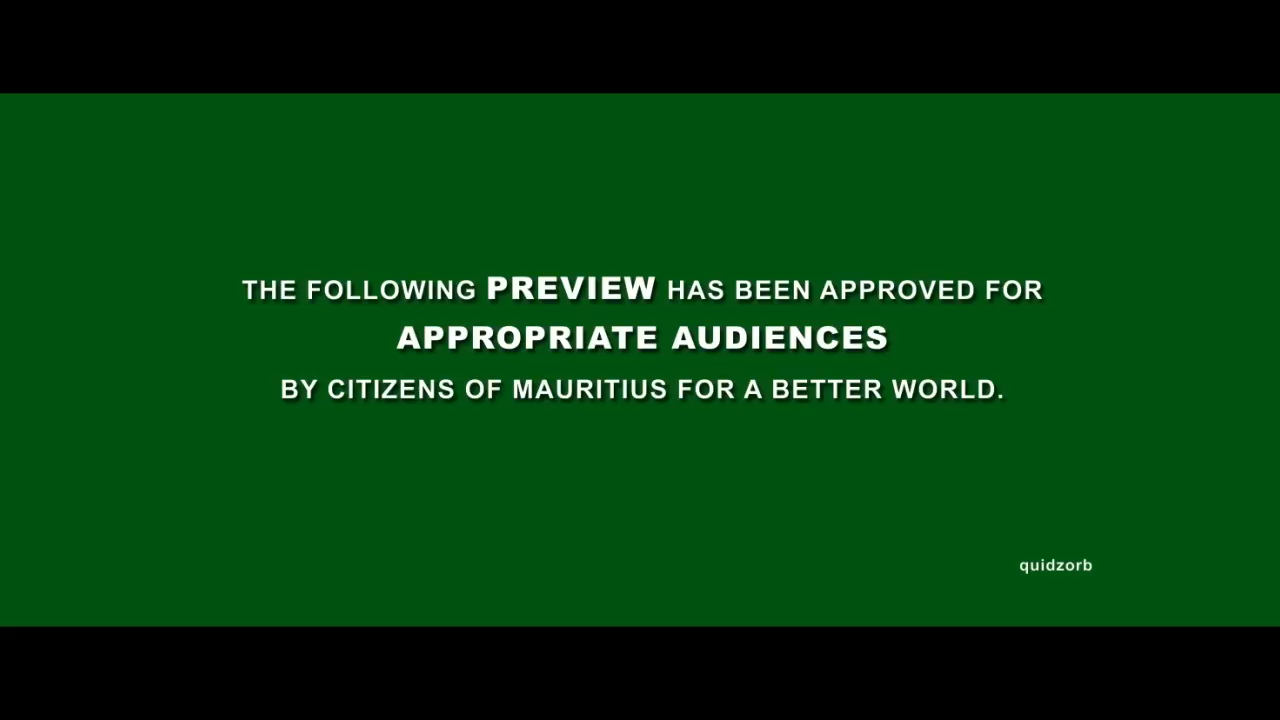 THE FOLLOWING PREVIEW HAS BEEN APPROVED FOR
APPROPRIATE AUDIENCES
BY CITIZENS OF MAURITIUS FOR A BETTER WORLD.
quidzorb